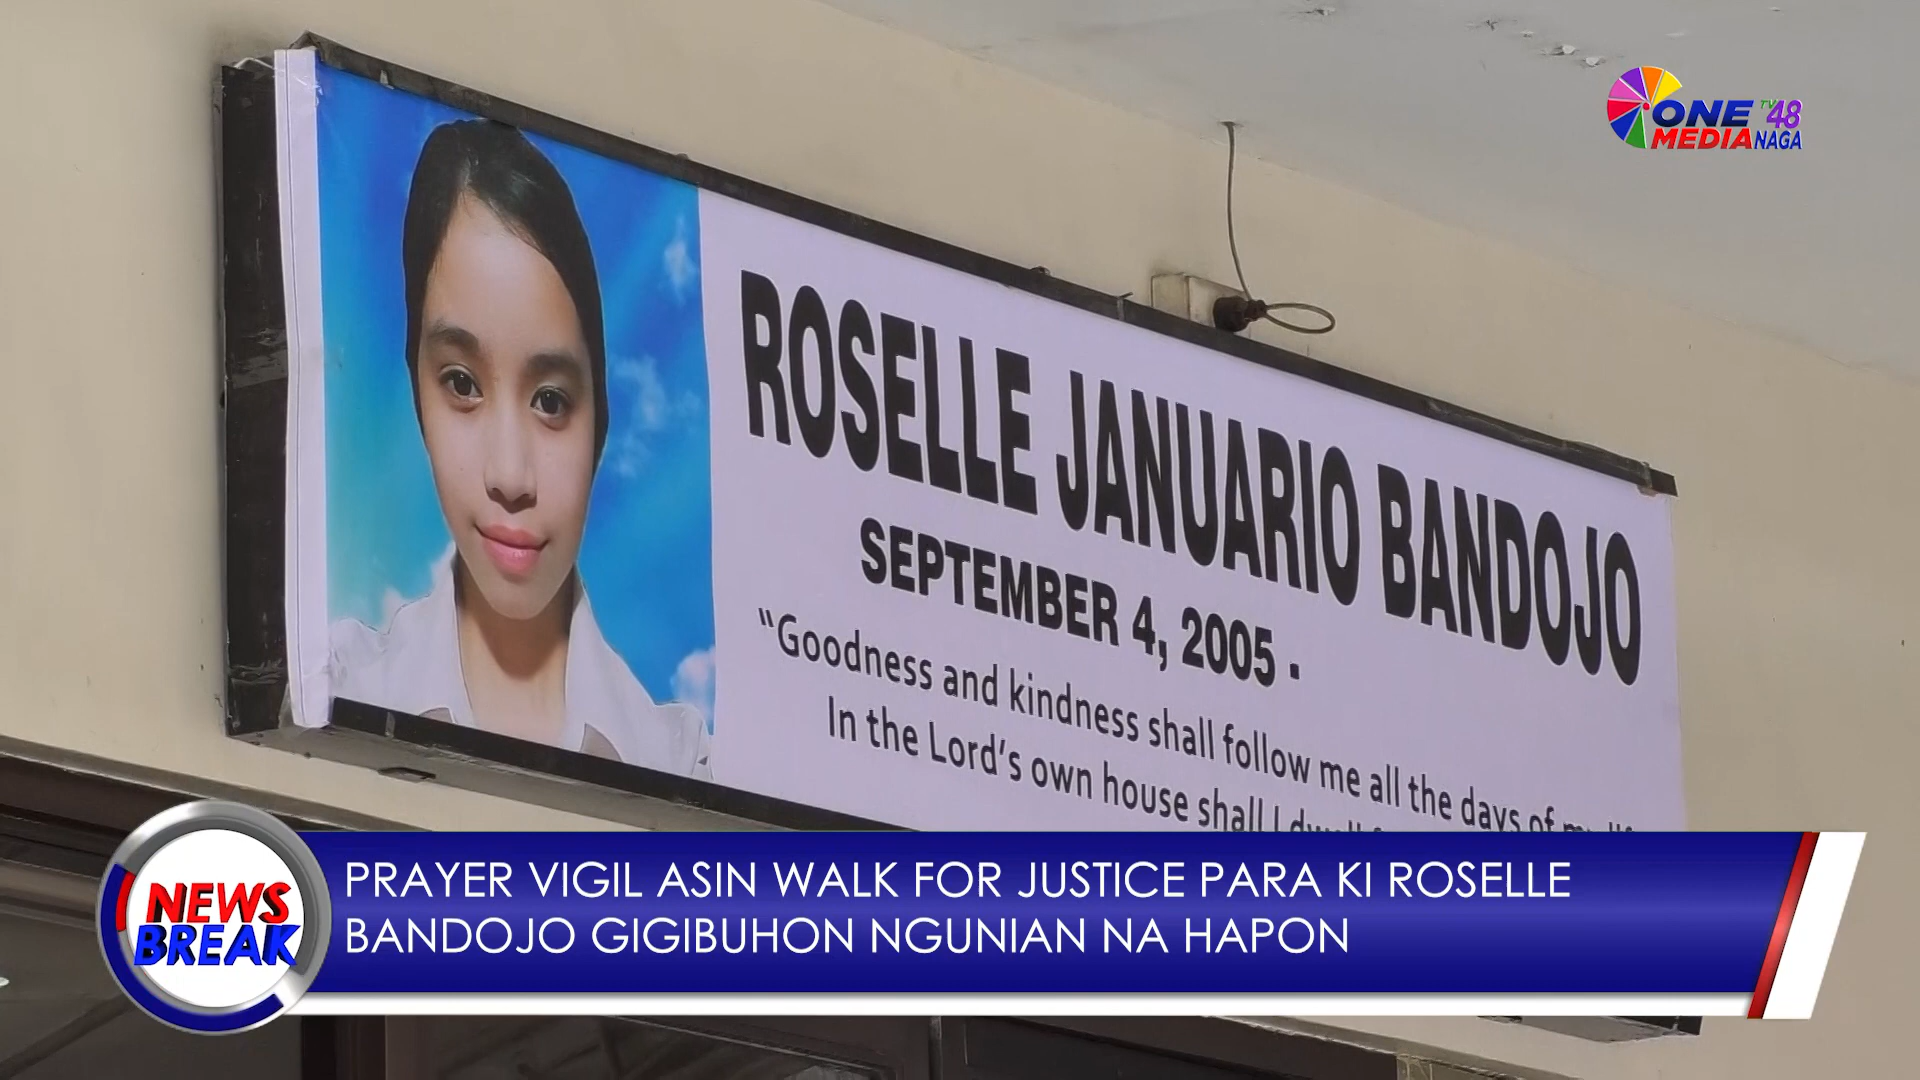 ONE TV 48
MEDIA NAGA
ROSELLE JANUARIO BANDOJO
SEPTEMBER 4, 2005 -
"Goodness and kindness shall follow me all the days of my
In the Lord's own house shall I
NEWS
BREAK
PRAYER VIGIL ASIN WALK FOR JUSTICE PARA KI ROSELLE
BANDOJO GIGIBUHON NGUNIAN NA HAPON